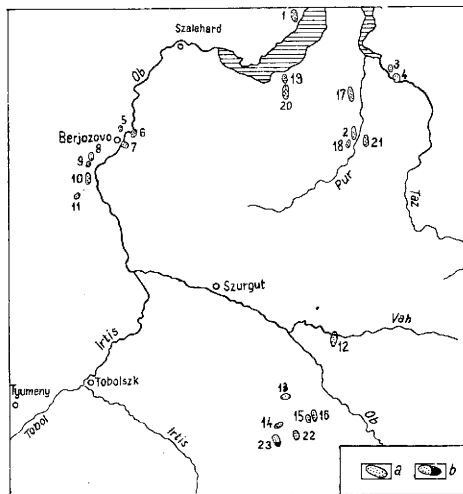 1
Szalehard
3
4
Ob
19
20
17
5
6
Berjozovo
7
2
18
21
8
9
10
11
Pur
Taz
Szurgut
Vah
12
Irtis
Tobolszk
Tyumeny
Tobol
Irtis
13
Ob
14
15
16
22
23
a
b